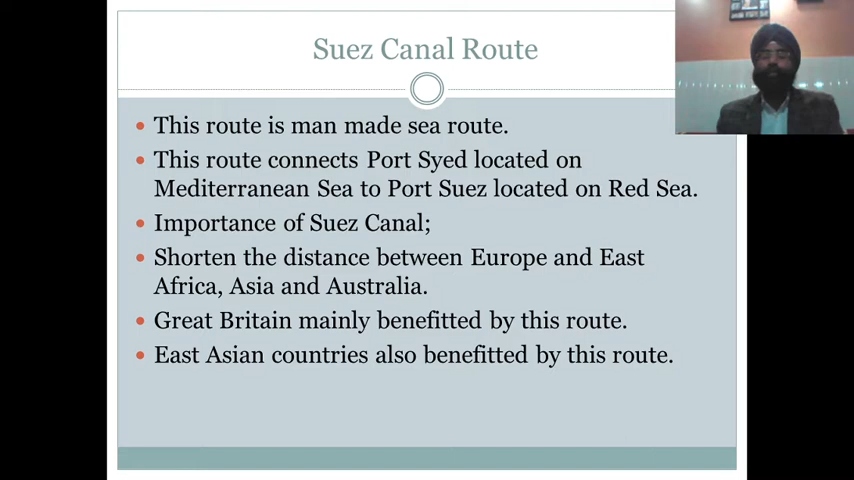 Suez Canal Route
• This route is man made sea route.
• This route connects Port Syed located on
Mediterranean Sea to Port Suez located on Red Sea.
• Importance of Suez Canal;
• Shorten the distance between Europe and East
Africa, Asia and Australia.
• Great Britain mainly benefitted by this route.
• East Asian countries also benefitted by this route.